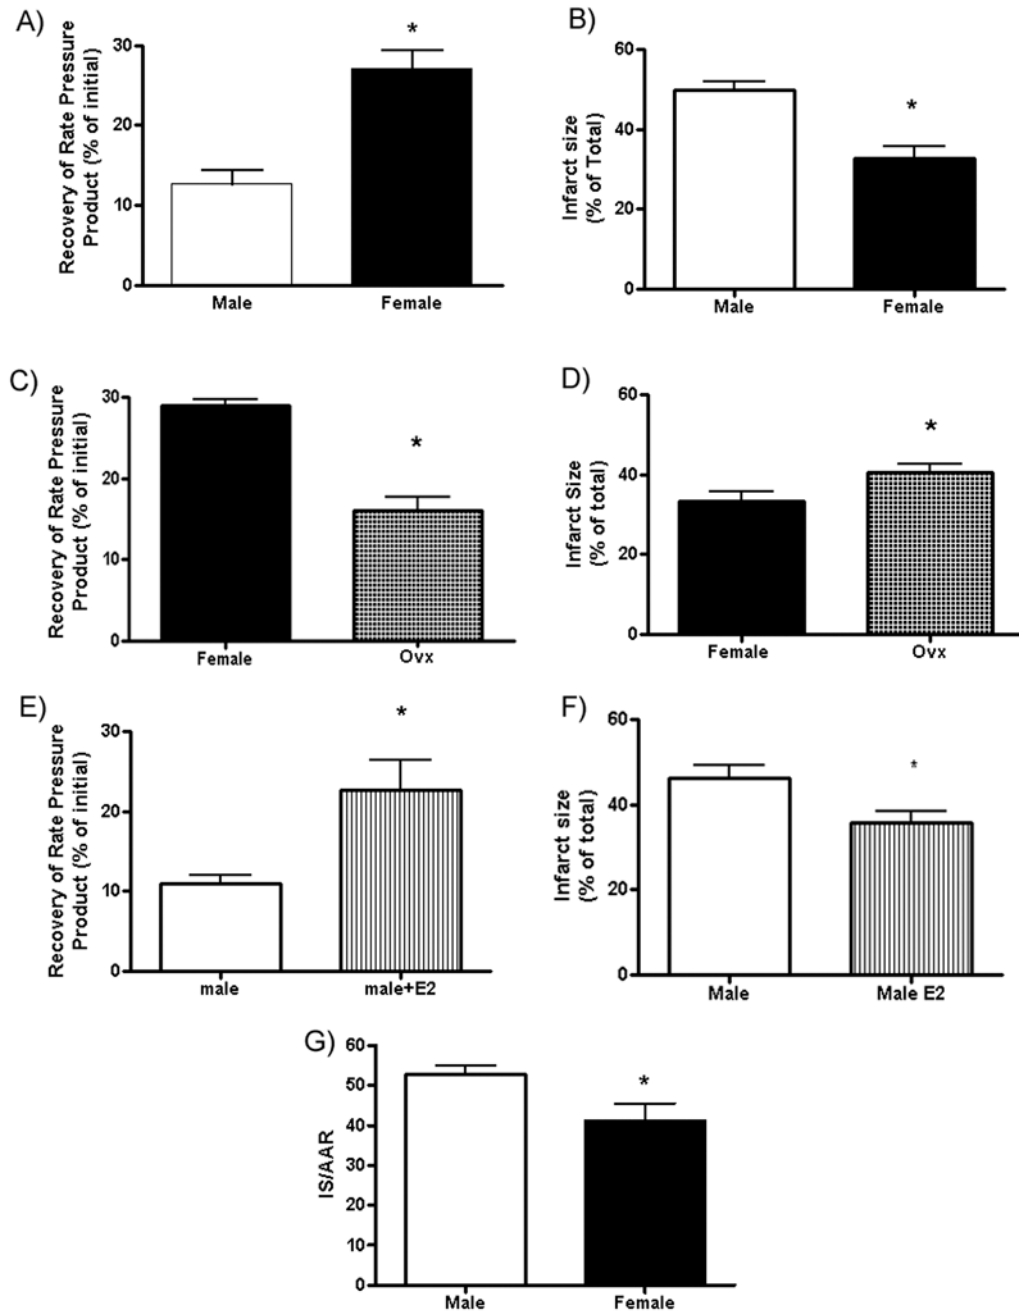 A)
Recovery of Rate Pressure
Product (% of initial)
30
20
10
0
*
Male
Female
B)
Infarct size
(% of Total)
60
40
20
0
*
Male
Female
C)
Recovery of Rate Pressure
Product (% of initial)
30
20
10
0
*
Female
Ovx
D)
Infarct Size
(% of total)
60
40
20
0
*
Female
Ovx
E)
Recovery of Rate Pressure
Product (% of initial)
30
20
10
0
*
male
male+E2
F)
Infarct size
(% of total)
60
40
20
0
*
Male
Male E2
G)
IS/AAR
60
50
40
30
20
10
0
*
Male
Female